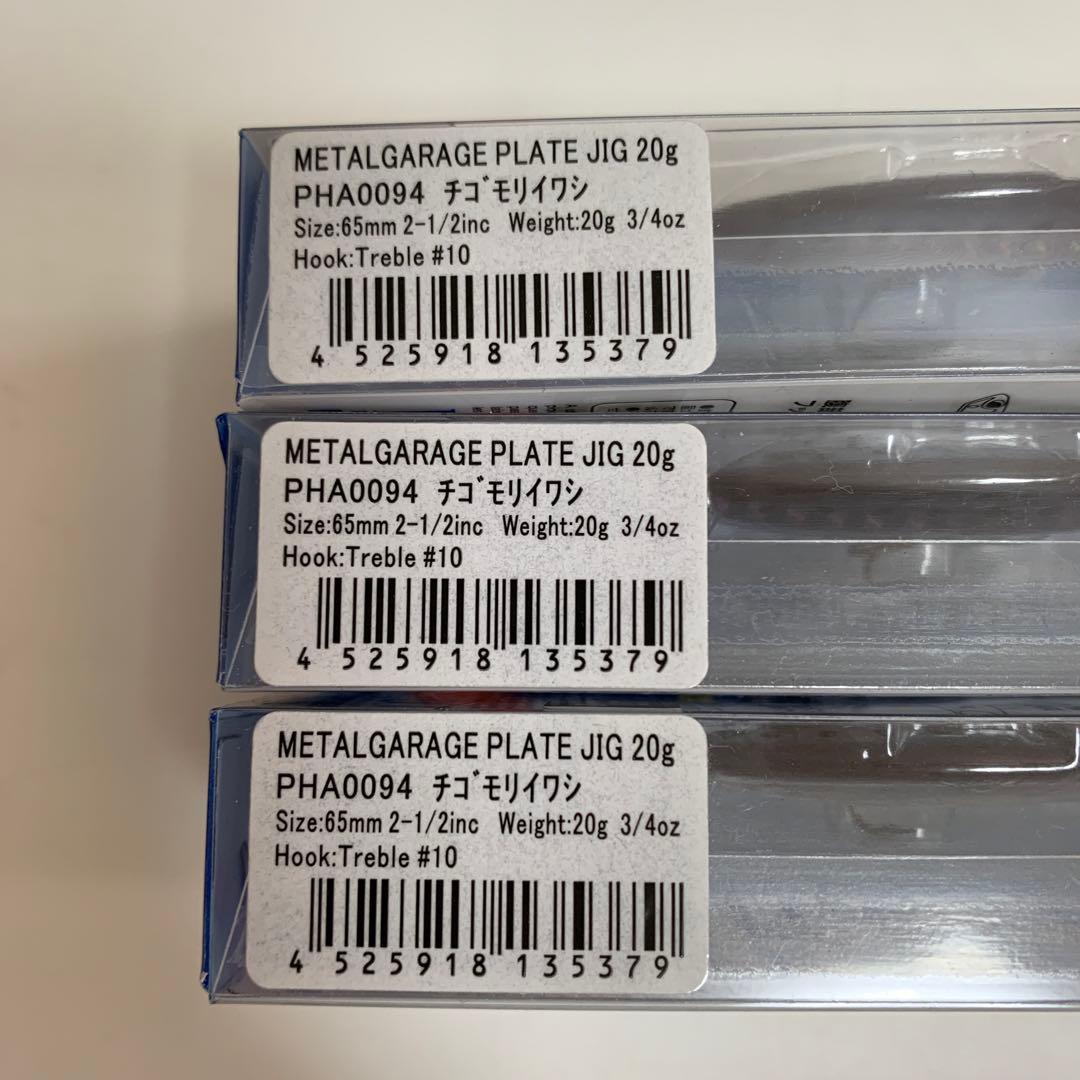 METALGARAGE PLATE JIG 20g
PHA0094 チゴモリイワシ
Size:65mm 2-1/2inc Weight:20g 3/4oz
Hook:Treble #10
4 525918 135379
METALGARAGE PLATE JIG 20g
PHA0094 チゴモリイワシ
Size:65mm 2-1/2inc Weight:20g 3/4oz
Hook:Treble #10
4 525918 135379
METALGARAGE PLATE JIG 20g
PHA0094 チゴモリイワシ
Size:65mm 2-1/2inc Weight:20g 3/4oz
Hook:Treble #10
4 525918 135379